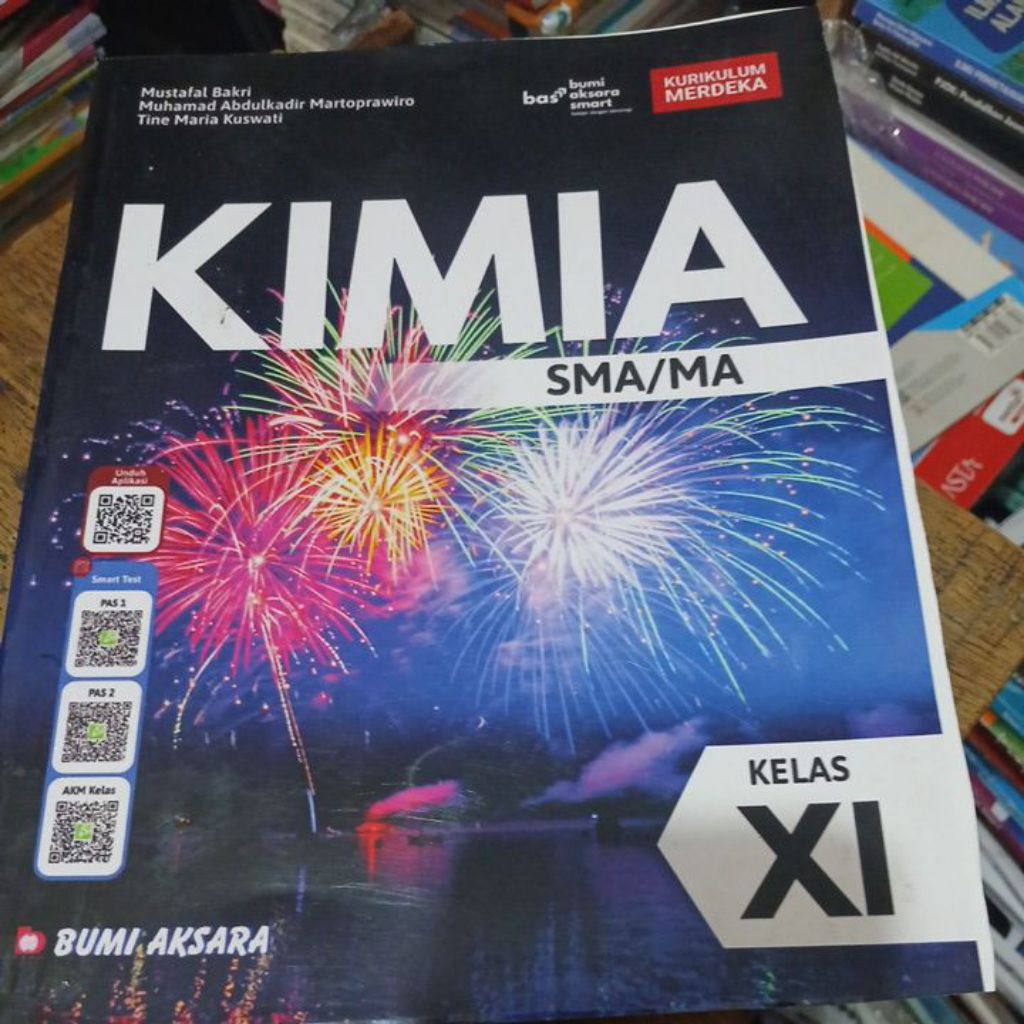 Mustafal Bakri
Muhamad Abdulkadir Martoprawiro
Tine Maria Kuswati
bas
bumi
aksara
smart
KURIKULUM
MERDEKA
KIMIA
SMA/MA
Unduh
Aplikasi
Smart Test
PAS 1
PAS 2
AKM Kelas
KELAS
XI
BUMI AKSARA